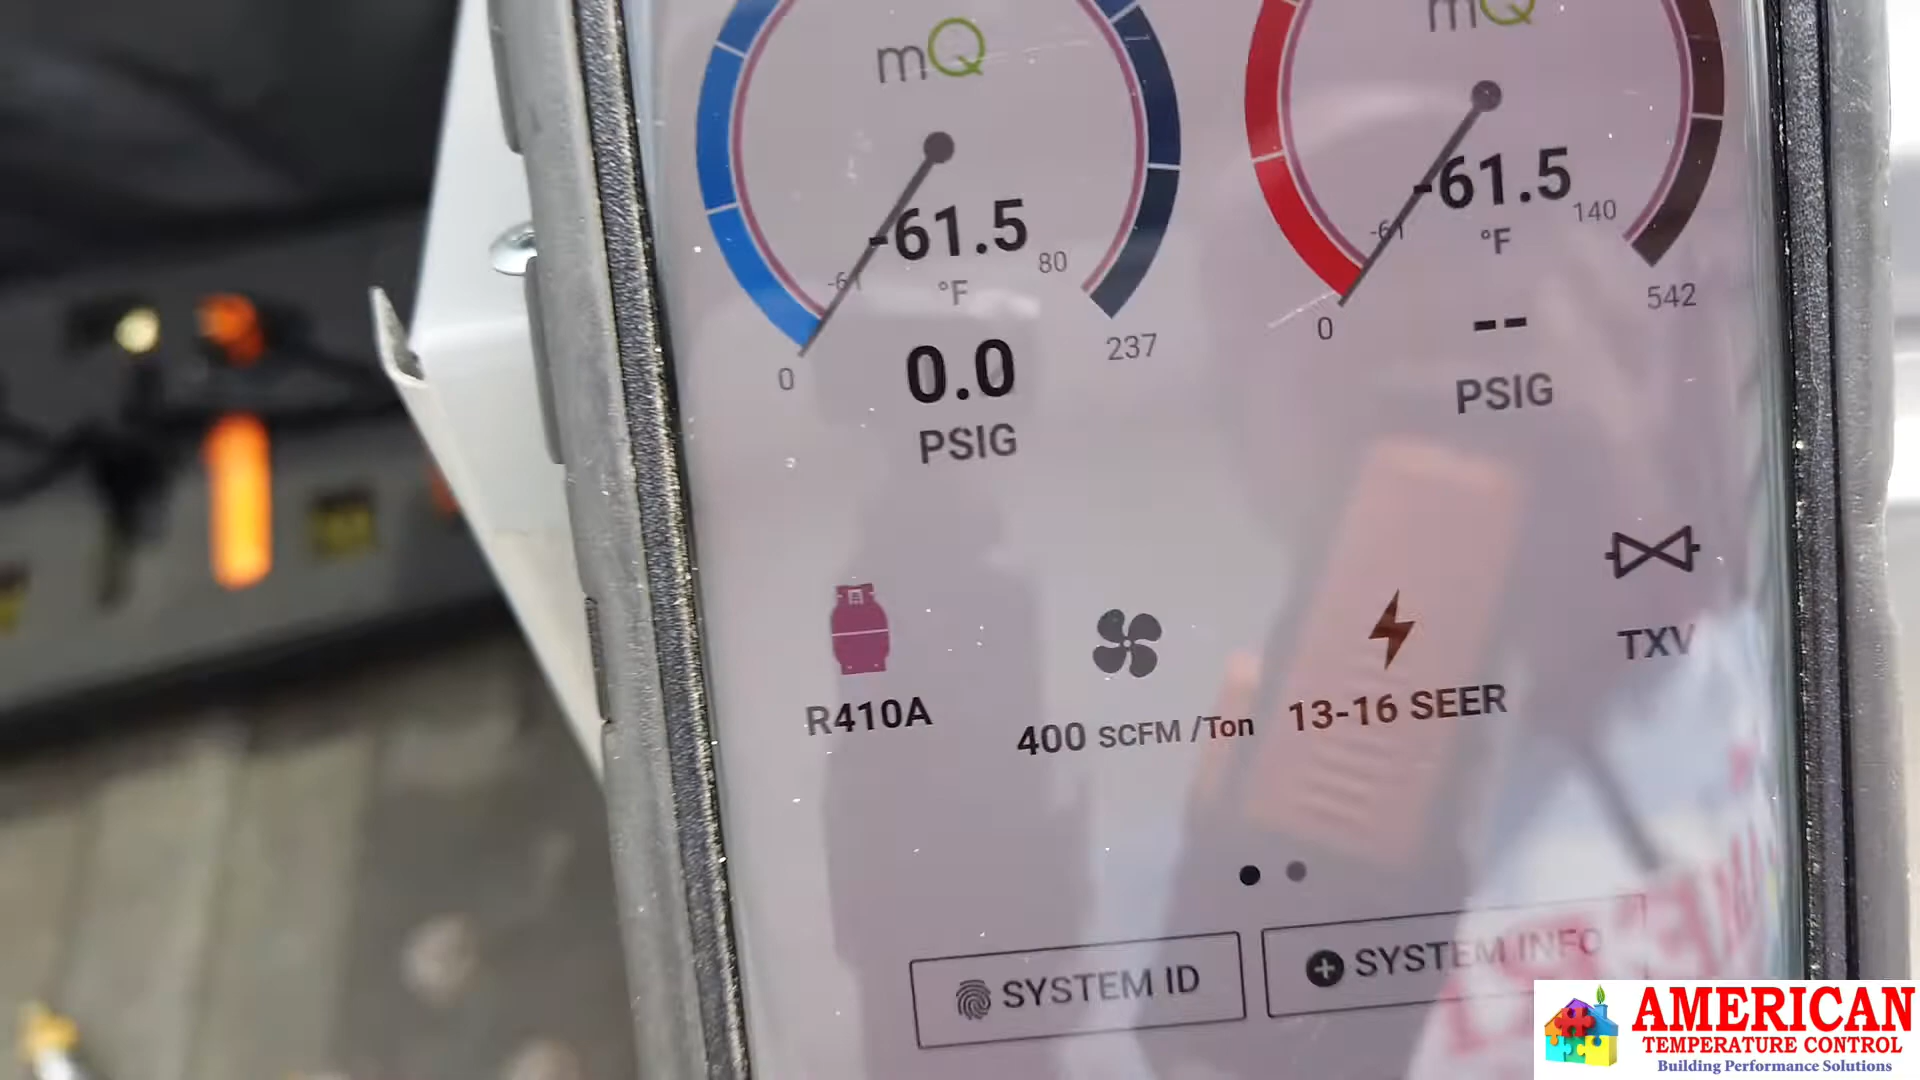 mQ
mQ
-61.5
-61
80
°F
0
237
0.0
PSIG
-61.5
-61
140
°F
0
542
--
PSIG
R410A
400 SCFM /Ton
13-16 SEER
TXV
SYSTEM ID
SYSTEM INFO
AMERICAN
TEMPERATURE CONTROL
Building Performance Solutions